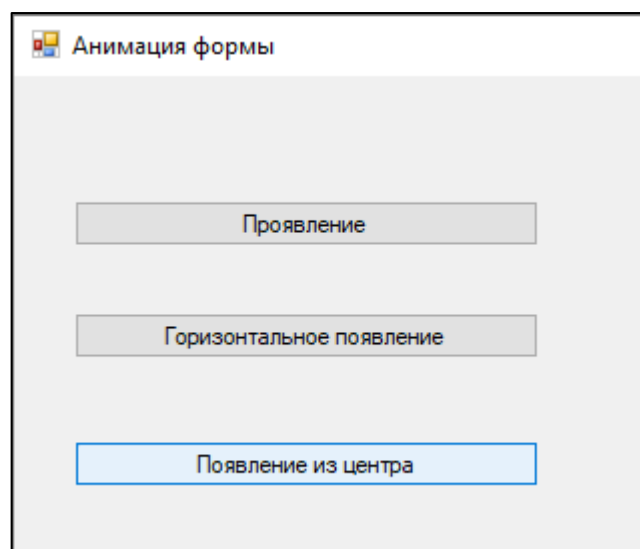 Анимация формы
Проявление
Горизонтальное появление
Появление из центра